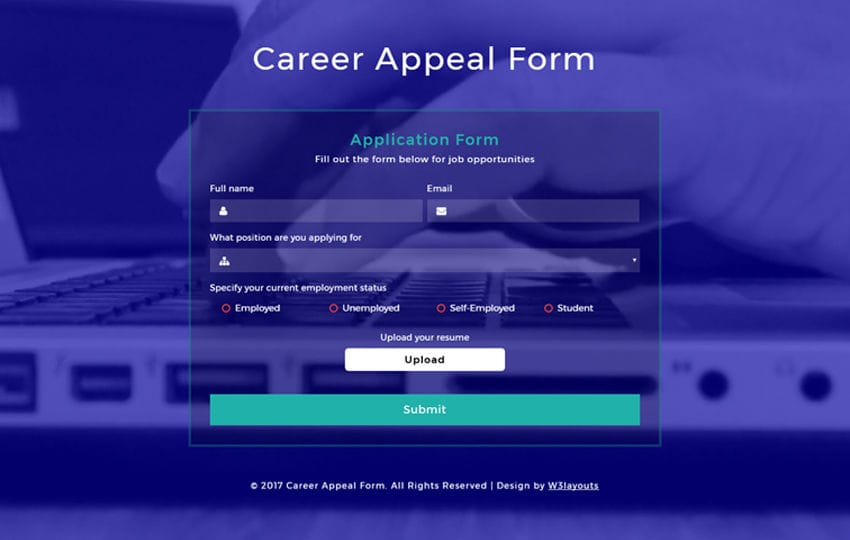 Career Appeal Form
Application Form
Fill out the form below for job opportunities
Full name
Email
What position are you applying for
Specify your current employment status
Employed
Unemployed
Self-Employed
Student
Upload your resume
Upload
Submit
© 2017 Career Appeal Form. All Rights Reserved | Design by W3layouts